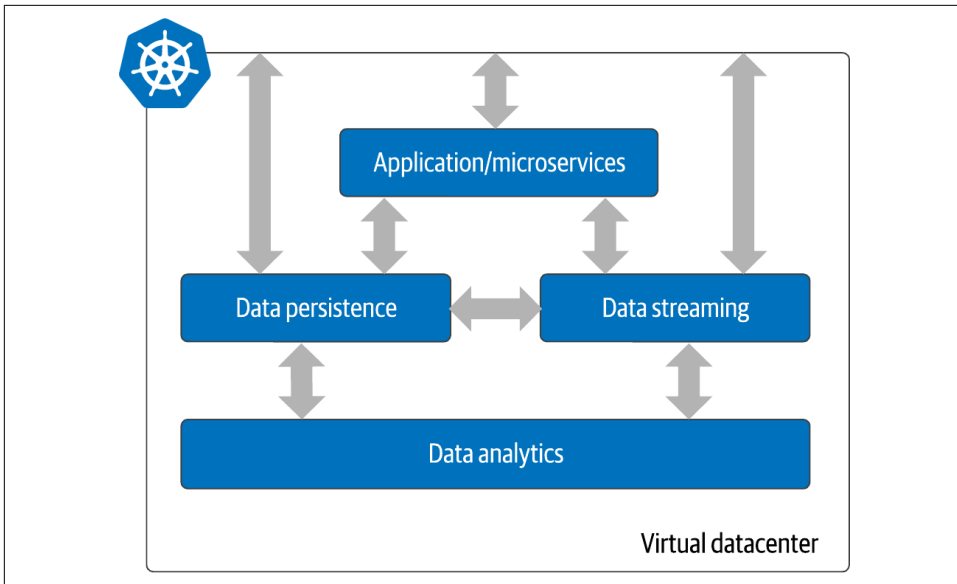 Application/microservices
Data persistence
Data streaming
Data analytics
Virtual datacenter